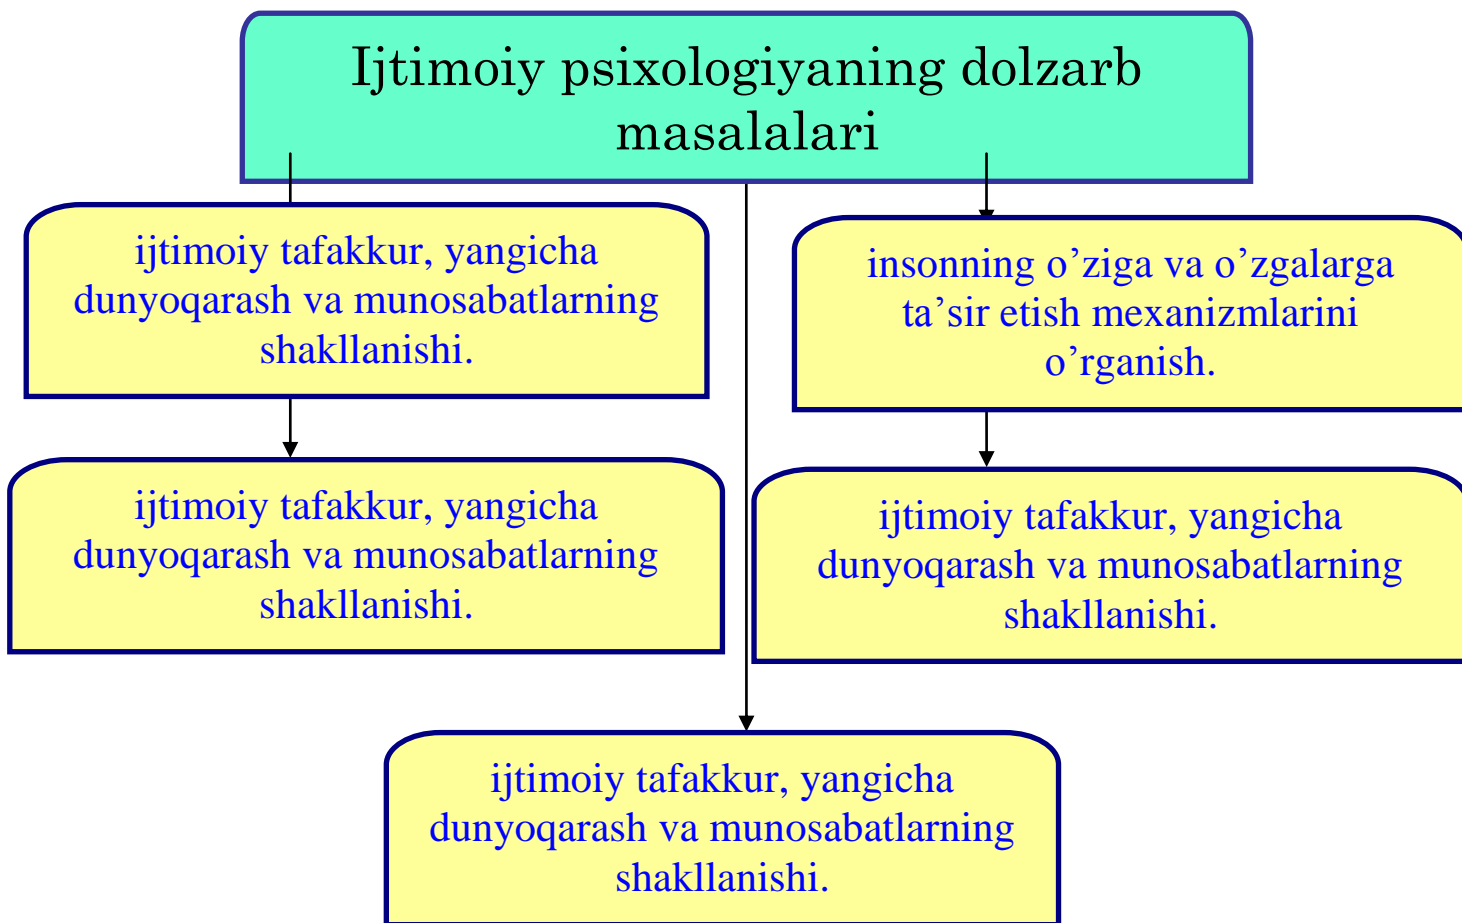 Ijtimoiy psixologiyaning dolzarb
masalalari
ijtimoiy tafakkur, yangicha
dunyoqarash va munosabatlarning
shakllanishi.
insonning o’ziga va o’zgalarga
ta’sir etish mexanizmlarini
o’rganish.
ijtimoiy tafakkur, yangicha
dunyoqarash va munosabatlarning
shakllanishi.
ijtimoiy tafakkur, yangicha
dunyoqarash va munosabatlarning
shakllanishi.
ijtimoiy tafakkur, yangicha
dunyoqarash va munosabatlarning
shakllanishi.